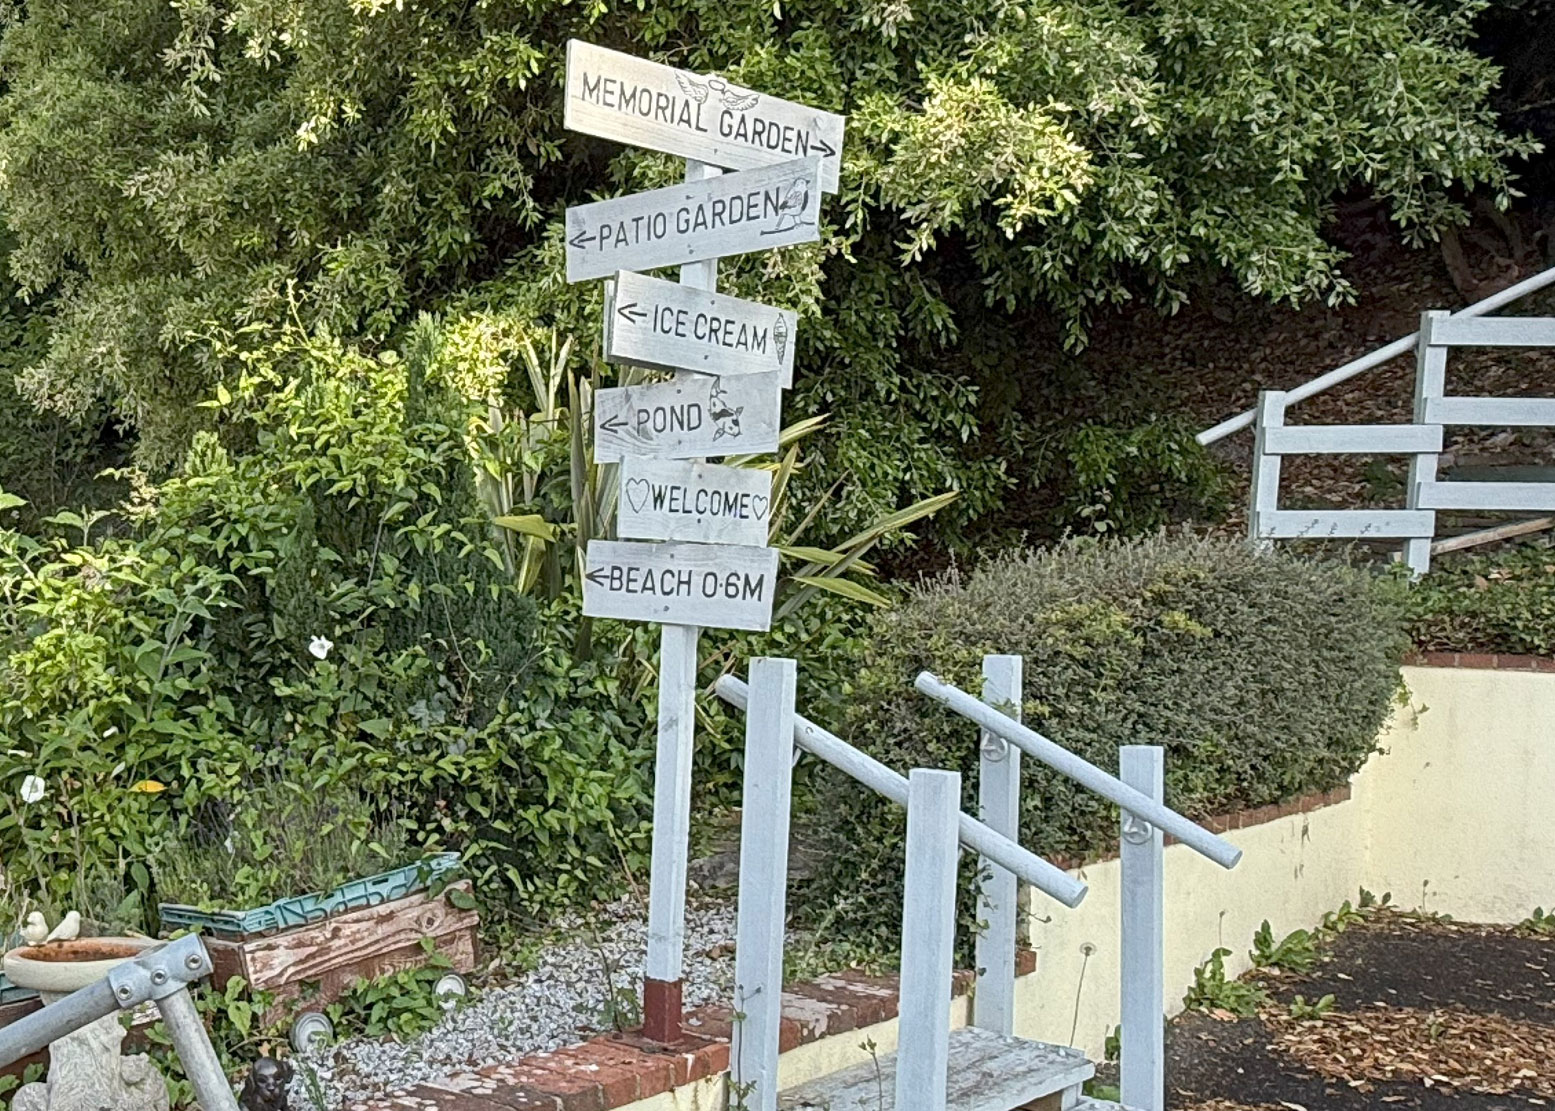 MEMORIAL GARDEN→
←PATIO GARDEN
←ICE CREAM
←POND
♡WELCOME♡
←BEACH 0·6M